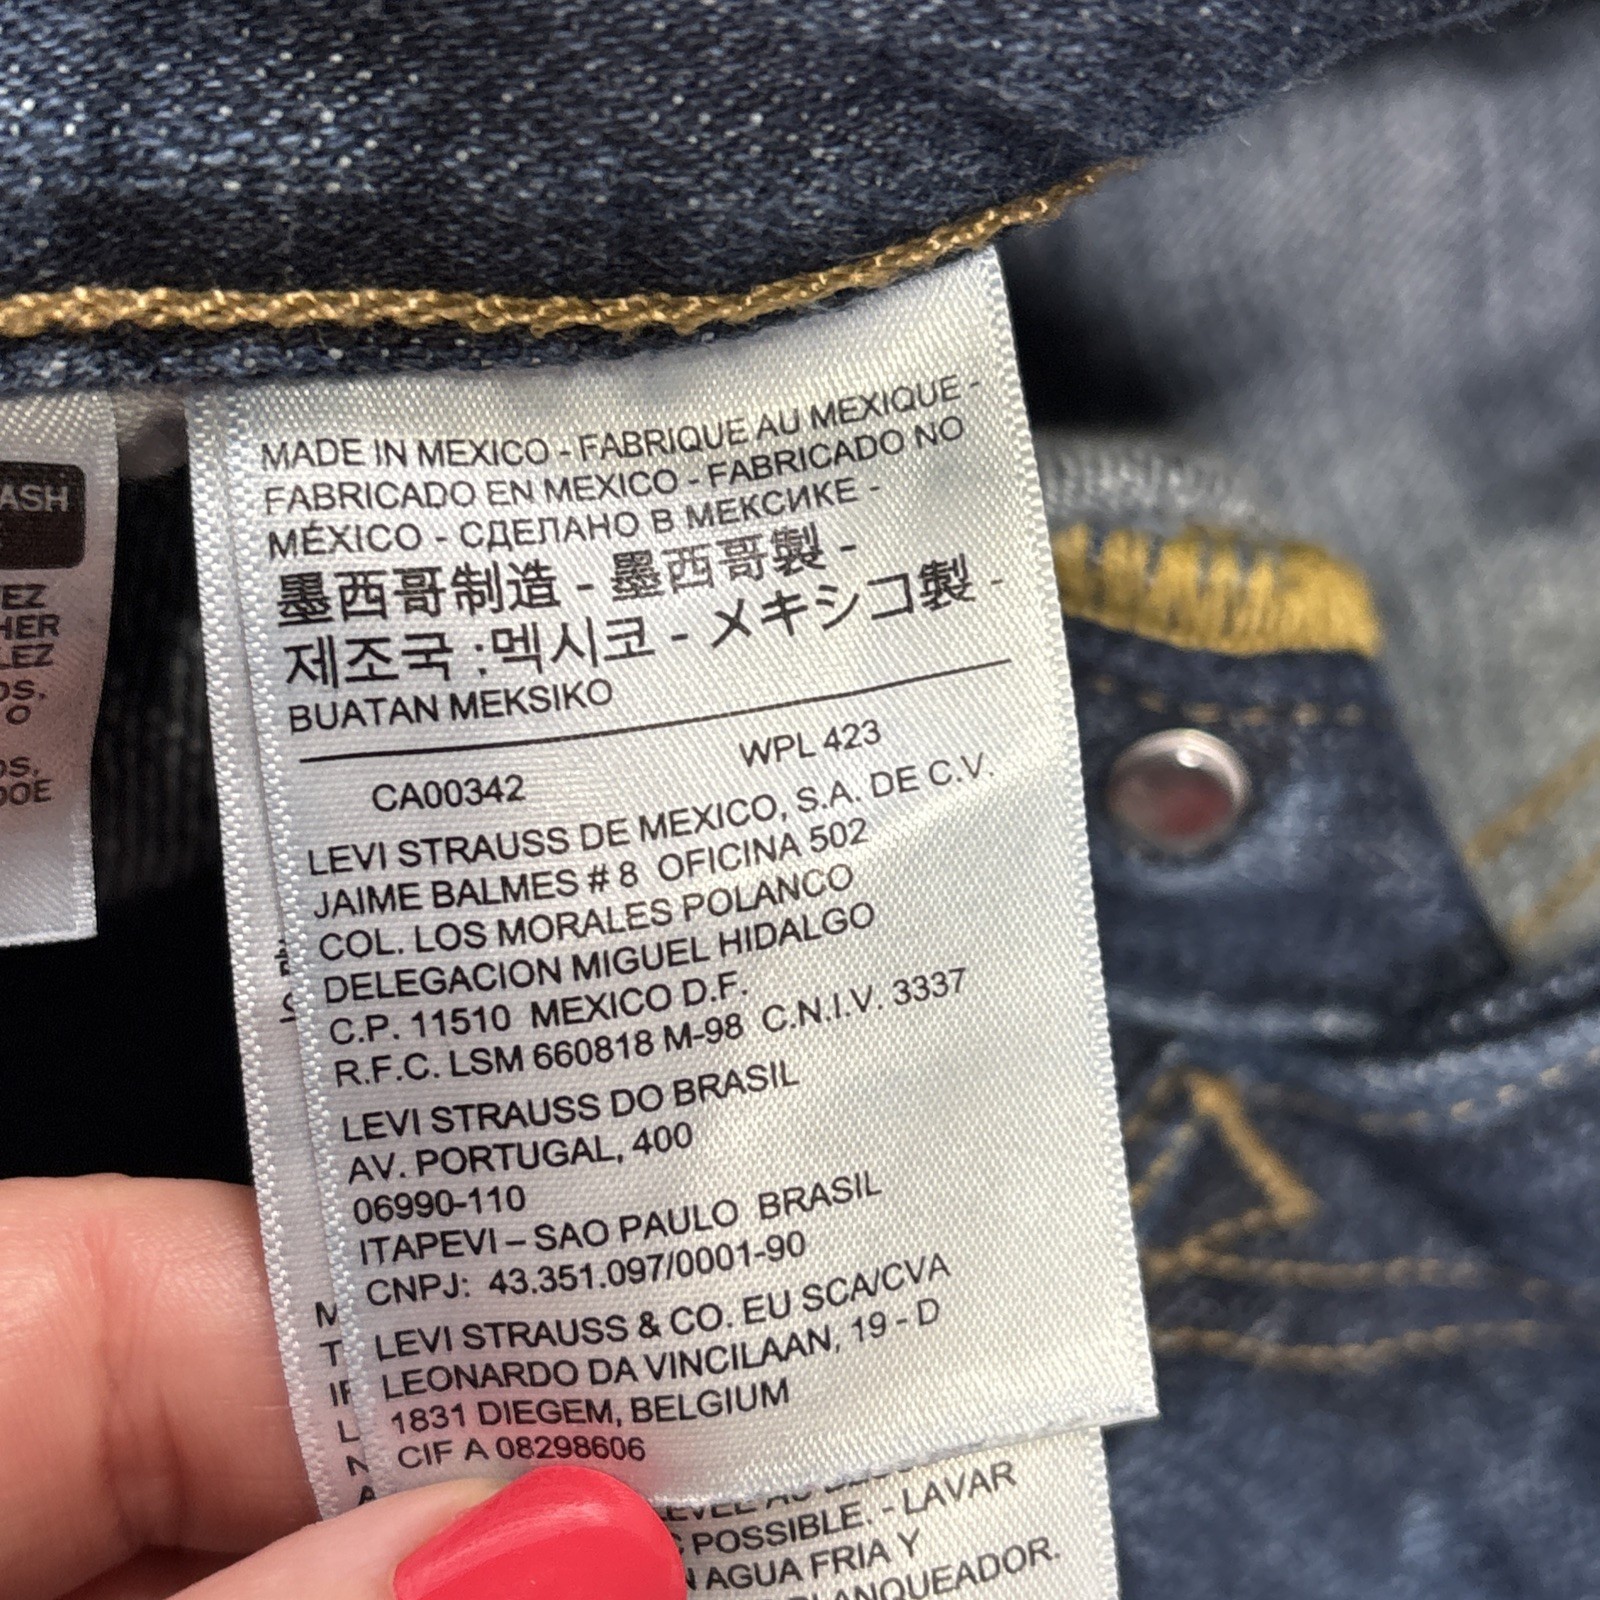 MADE IN MEXICO - FABRIQUE AU MEXIQUE -
FABRICADO EN MEXICO - FABRICADO NO
MÉXICO - СДЕЛАНО В МЕКСИКЕ -
墨西哥制造 - 墨西哥製 -
제조국 : 멕시코 - メキシコ製 -
BUATAN MEKSIKO
CA00342 WPL 423
LEVI STRAUSS DE MEXICO, S.A. DE C.V.
JAIME BALMES # 8 OFICINA 502
COL. LOS MORALES POLANCO
DELEGACION MIGUEL HIDALGO
C.P. 11510 MEXICO D.F.
R.F.C. LSM 660818 M-98 C.N.I.V. 3337
LEVI STRAUSS DO BRASIL
AV. PORTUGAL, 400
06990-110
ITAPEVI – SAO PAULO BRASIL
CNPJ: 43.351.097/0001-90
LEVI STRAUSS & CO. EU SCA/CVA
LEONARDO DA VINCILAAN, 19 - D
1831 DIEGEM, BELGIUM
CIF A 08298606
POSSIBLE. - LAVAR
AGUA FRIA Y